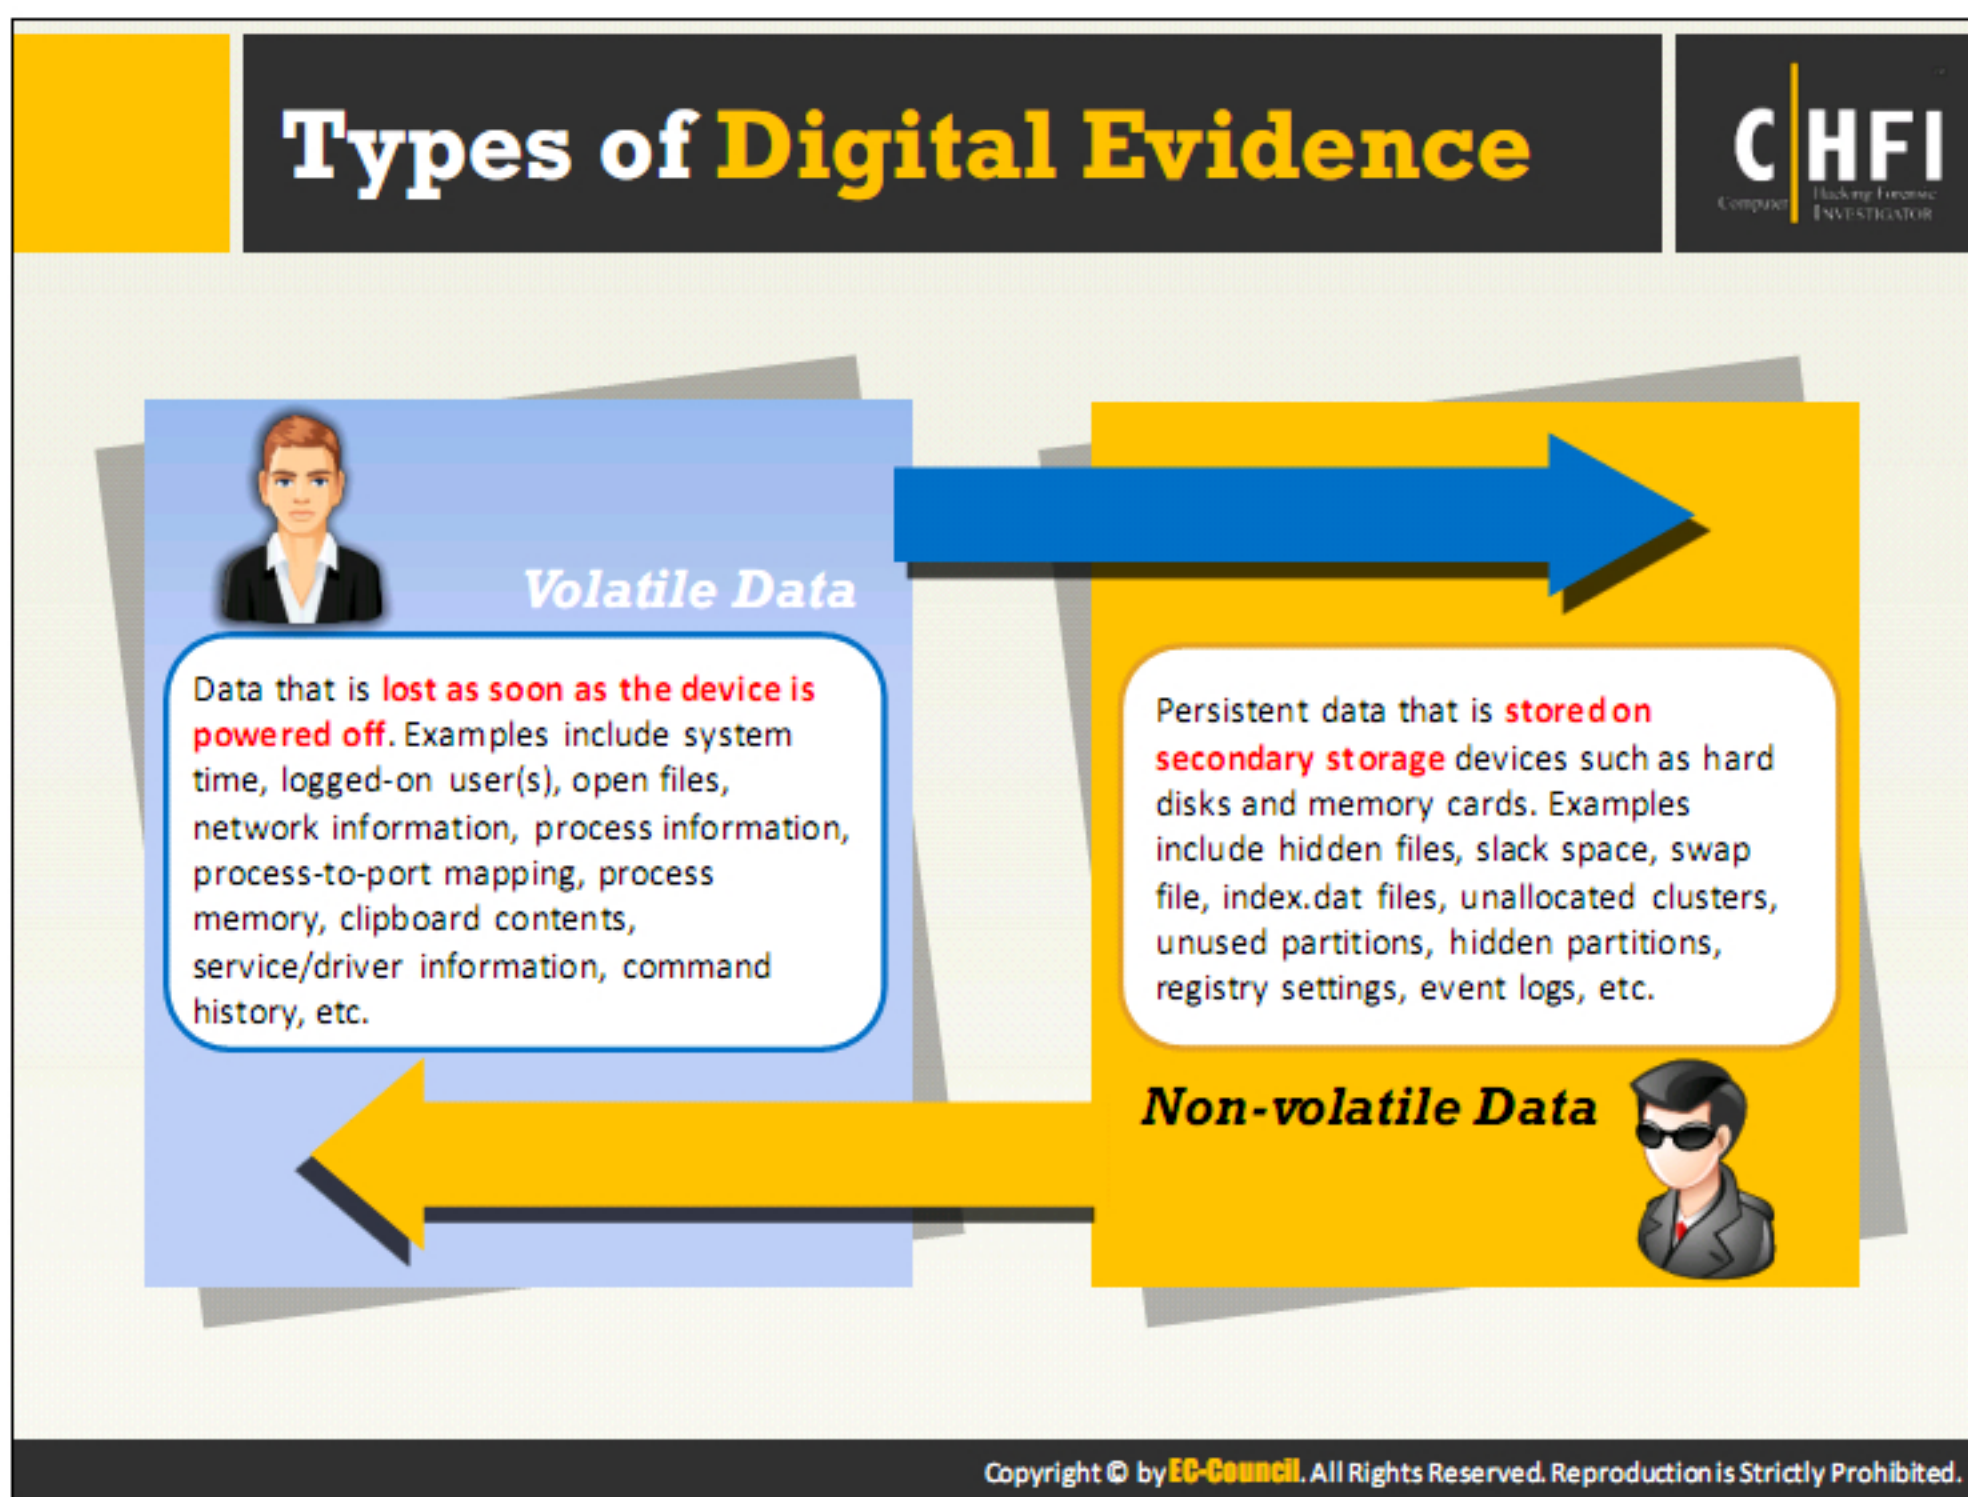 Types of Digital Evidence
C HFI
Computer
Hacking Forensic
INVESTIGATOR
Volatile Data
Data that is lost as soon as the device is
powered off. Examples include system
time, logged-on user(s), open files,
network information, process information,
process-to-port mapping, process
memory, clipboard contents,
service/driver information, command
history, etc.
Persistent data that is stored on
secondary storage devices such as hard
disks and memory cards. Examples
include hidden files, slack space, swap
file, index.dat files, unallocated clusters,
unused partitions, hidden partitions,
registry settings, event logs, etc.
Non-volatile Data
Copyright © by EC-Council. All Rights Reserved. Reproduction is Strictly Prohibited.